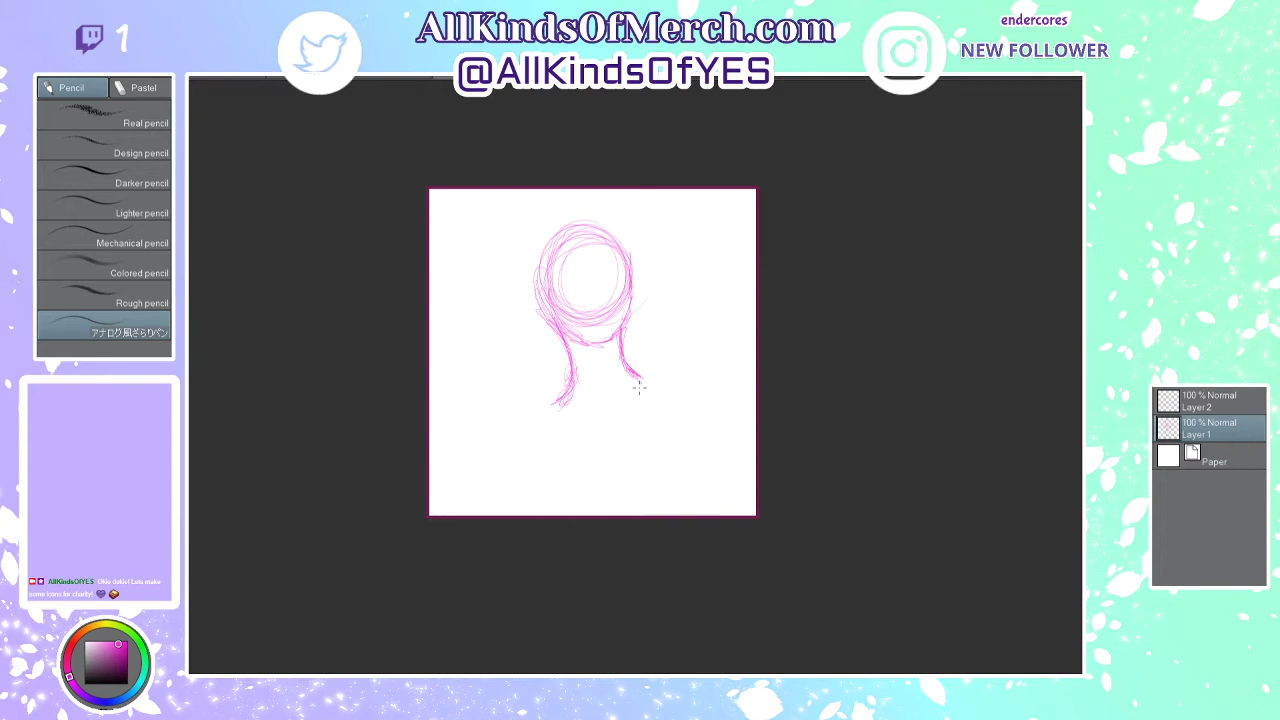 1
AllKindsOfMerch.com
@AllKindsOfYES
endercores
NEW FOLLOWER
Pencil
Pastel
Real pencil
Design pencil
Darker pencil
Lighter pencil
Mechanical pencil
Colored pencil
Rough pencil
アナログ風ざらりペン
AllKindsOfYES Okie dokie! Lets make
some icons for charity!
100 % Normal
Layer 2
100 % Normal
Layer 1
Paper